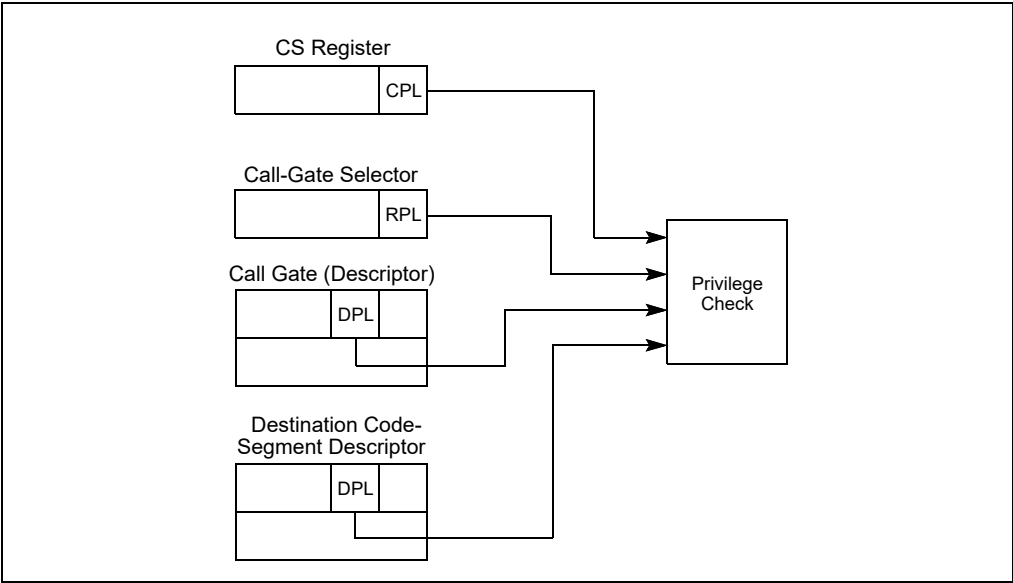 CS Register
CPL
Call-Gate Selector
RPL
Call Gate (Descriptor)
DPL
Privilege
Check
Destination Code-
Segment Descriptor
DPL